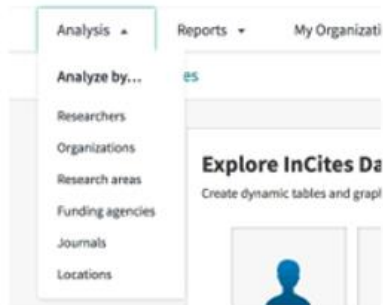 Analysis Reports My Organizati
Analyze by... es
Researchers
Organizations
Research areas
Funding agencies
Journals
Locations
Explore InCites Da
Create dynamic tables and grap